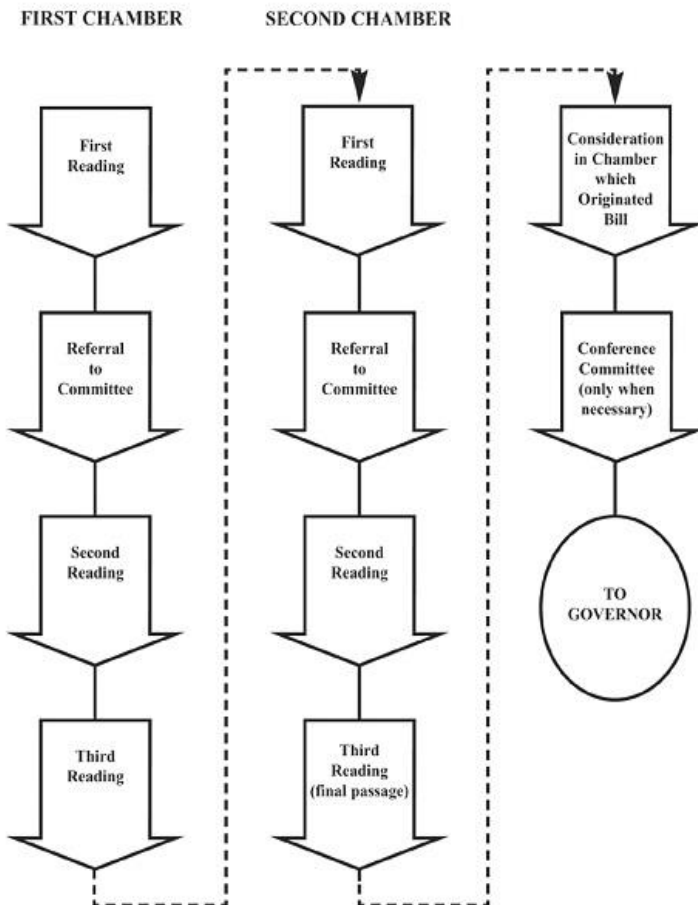 FIRST CHAMBER
First
Reading
Referral
to
Committee
Second
Reading
Third
Reading
SECOND CHAMBER
First
Reading
Referral
to
Committee
Second
Reading
Third
Reading
(final passage)
Consideration
in Chamber
which
Originated
Bill
Conference
Committee
(only when
necessary)
TO
GOVERNOR